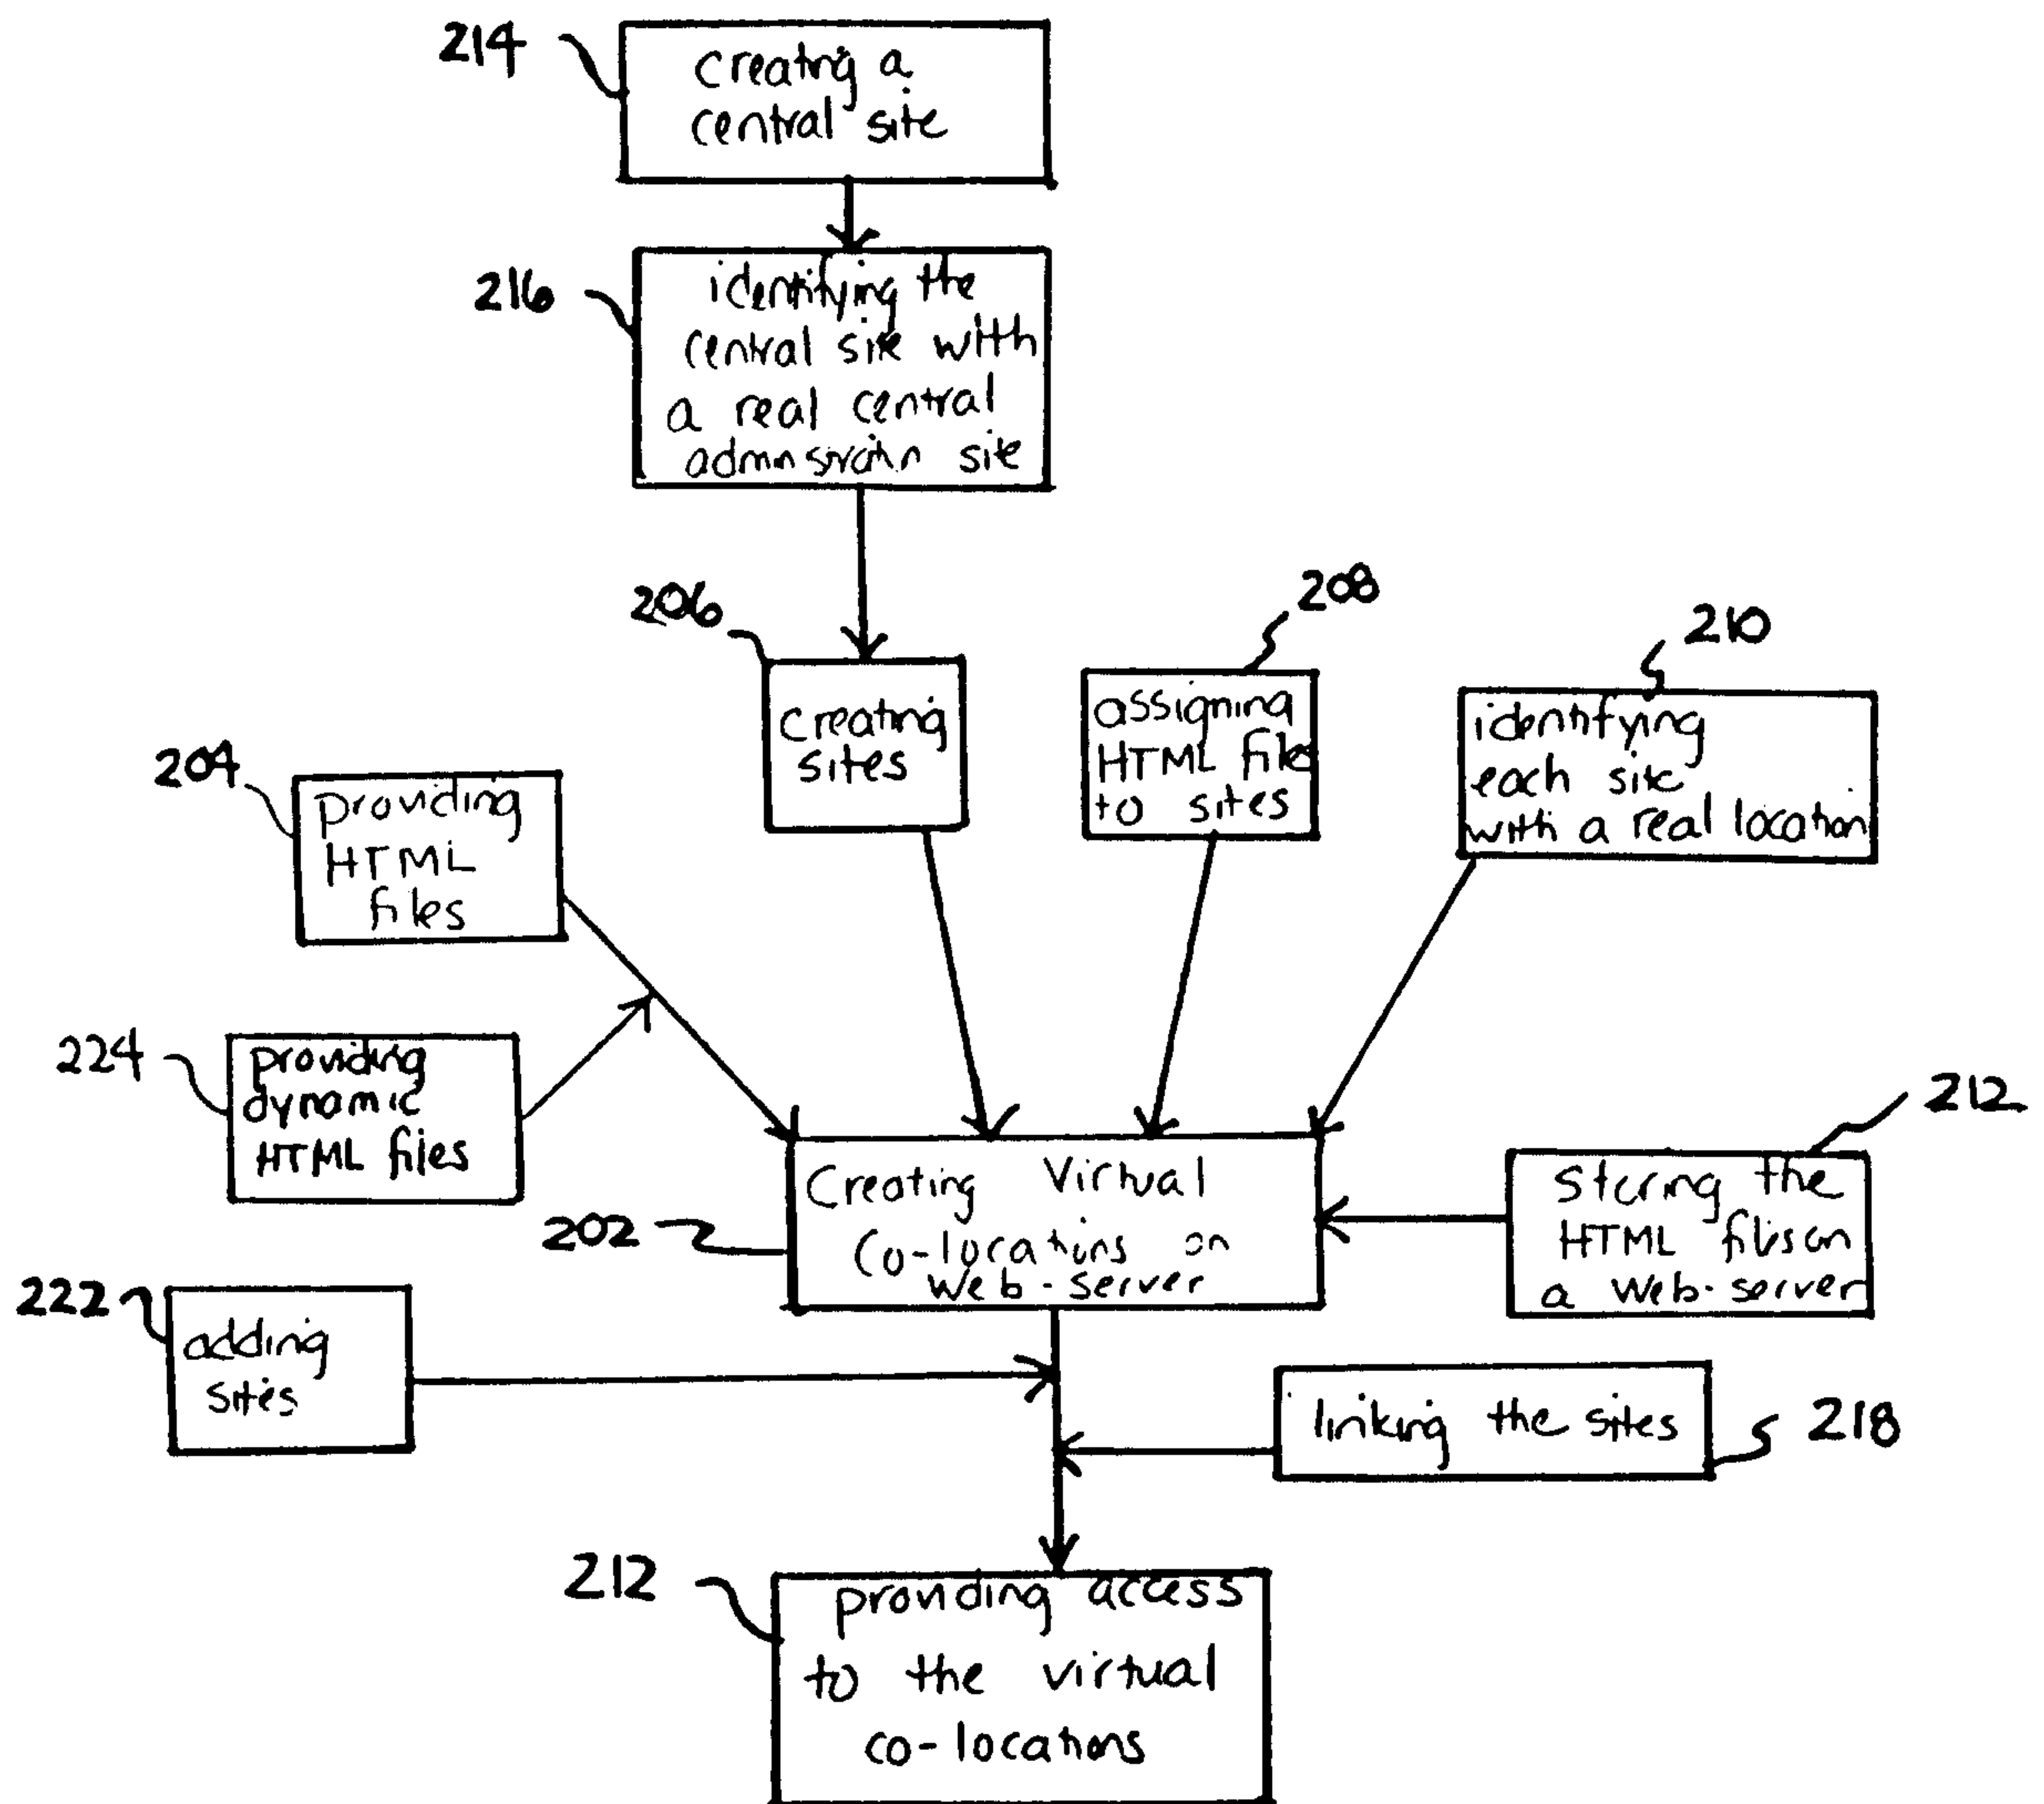 214
creating a
central site
216
identifying the
central site with
a real central
adminstratin site
206
creating
sites
208
assigning
HTML file
to sites
210
identifying
each site
with a real location
204
providing
HTML
files
224
providing
dynamic
HTML files
202
Creating Virtual
Co-locations on
Web-server
212
storing the
HTML files on
a web-server
222
adding
sites
linking the sites
218
212
providing access
to the virtual
co-locations